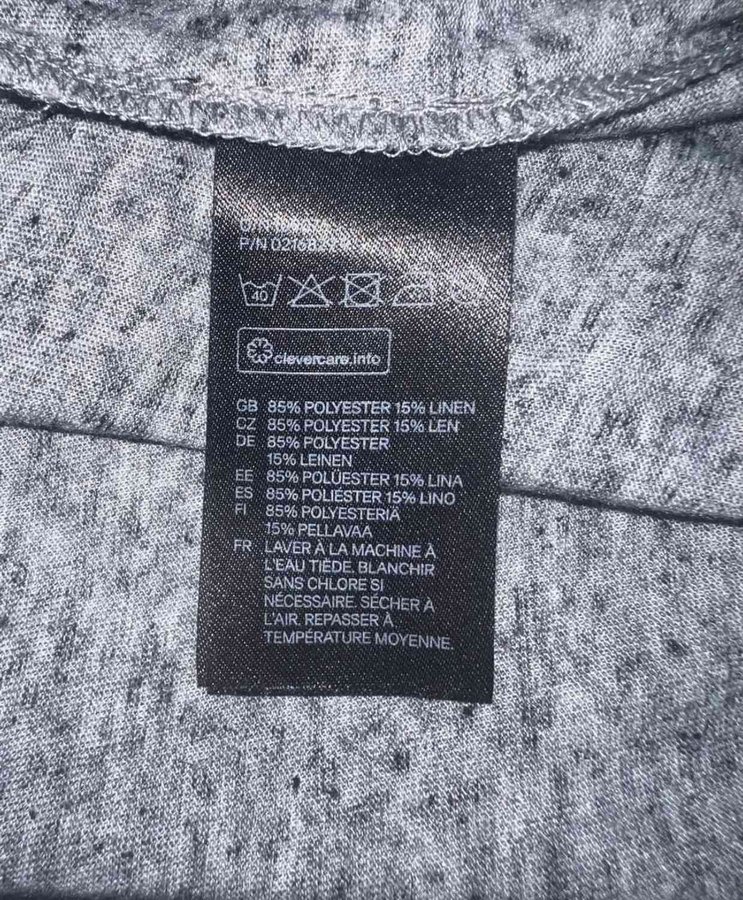 P/N
40
clevercare.info
GB 85% POLYESTER 15% LINEN
CZ 85% POLYESTER 15% LEN
DE 85% POLYESTER
15% LEINEN
EE 85% POLÜESTER 15% LINA
ES 85% POLIÉSTER 15% LINO
FI 85% POLYESTERIÄ
15% PELLAVAA
FR LAVER À LA MACHINE À
L'EAU TIÈDE. BLANCHIR
SANS CHLORE SI
NÉCESSAIRE. SÉCHER À
L'AIR. REPASSER À
TEMPÉRATURE MOYENNE.